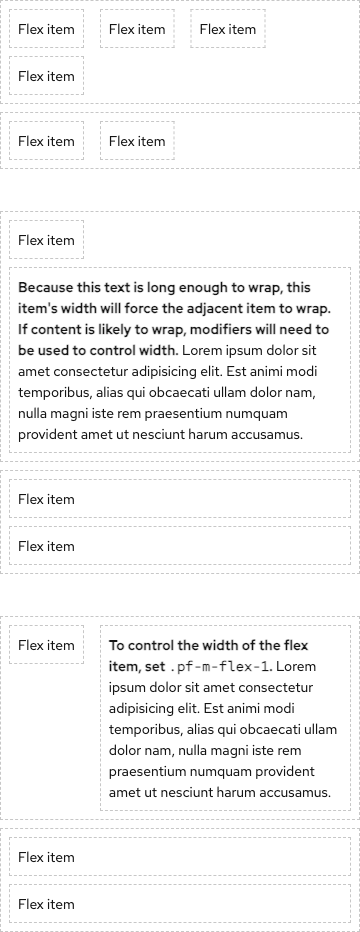 Flex item
Flex item
Flex item
Flex item
Flex item
Flex item
Flex item
Because this text is long enough to wrap, this
item's width will force the adjacent item to wrap.
If content is likely to wrap, modifiers will need to
be used to control width. Lorem ipsum dolor sit
amet consectetur adipisicing elit. Est animi modi
temporibus, alias qui obcaecati ullam dolor nam,
nulla magni iste rem praesentium numquam
provident amet ut nesciunt harum accusamus.
Flex item
Flex item
Flex item
To control the width of the flex
item, set .pf-m-flex-1. Lorem
ipsum dolor sit amet consectetur
adipisicing elit. Est animi modi
temporibus, alias qui obcaecati ullam
dolor nam, nulla magni iste rem
praesentium numquam provident
amet ut nesciunt harum accusamus.
Flex item
Flex item